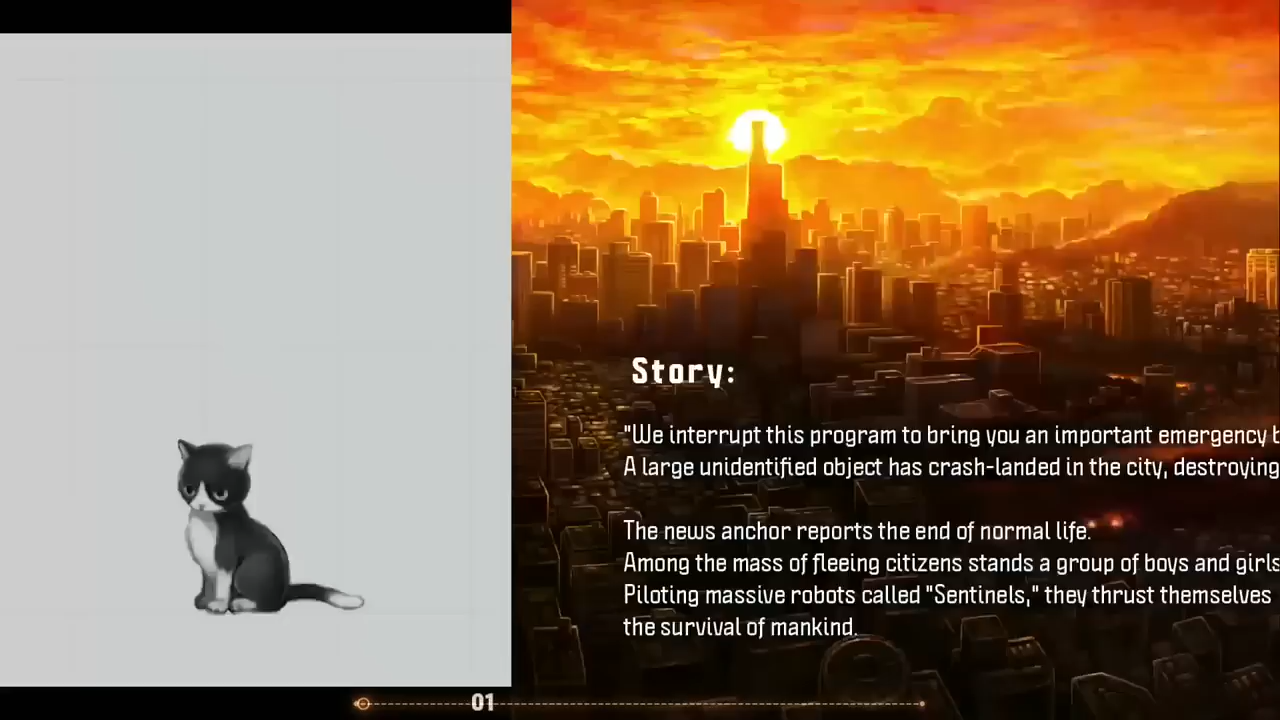 Story:
"We interrupt this program to bring you an important emergency
A large unidentified object has crash-landed in the city, destroying
The news anchor reports the end of normal life.
Among the mass of fleeing citizens stands a group of boys and girls
Piloting massive robots called "Sentinels," they thrust themselves
the survival of mankind.
01